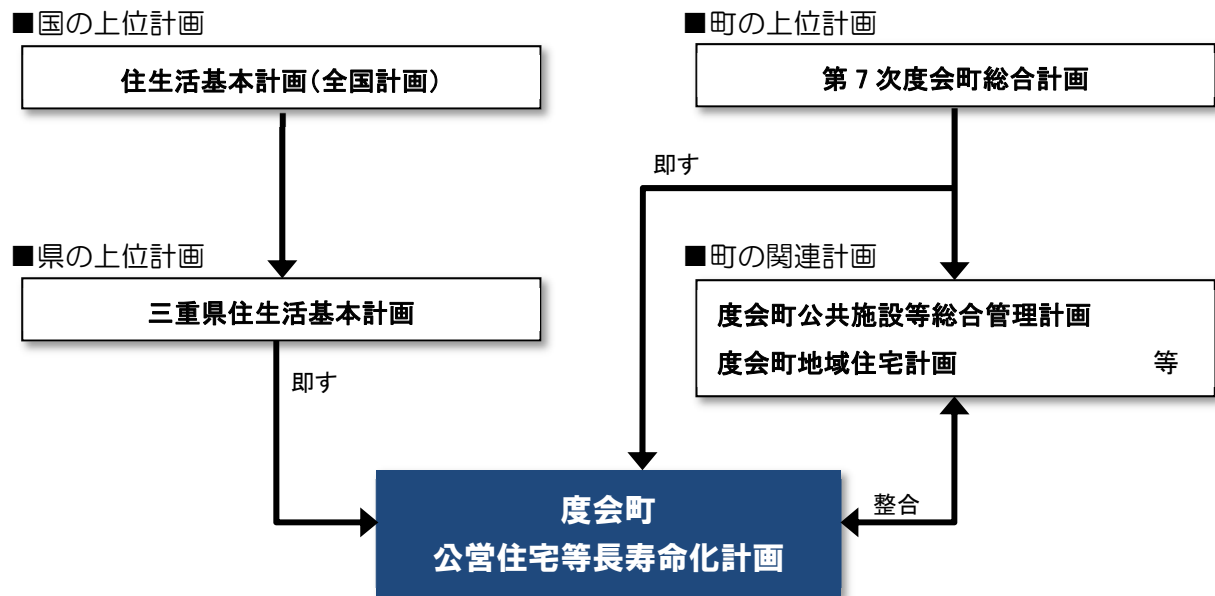 ■国の上位計画
住生活基本計画(全国計画)
■県の上位計画
三重県住生活基本計画
即す
■町の上位計画
第7次度会町総合計画
即す
■町の関連計画
度会町公共施設等総合管理計画
度会町地域住宅計画 等
整合
度会町
公営住宅等長寿命化計画